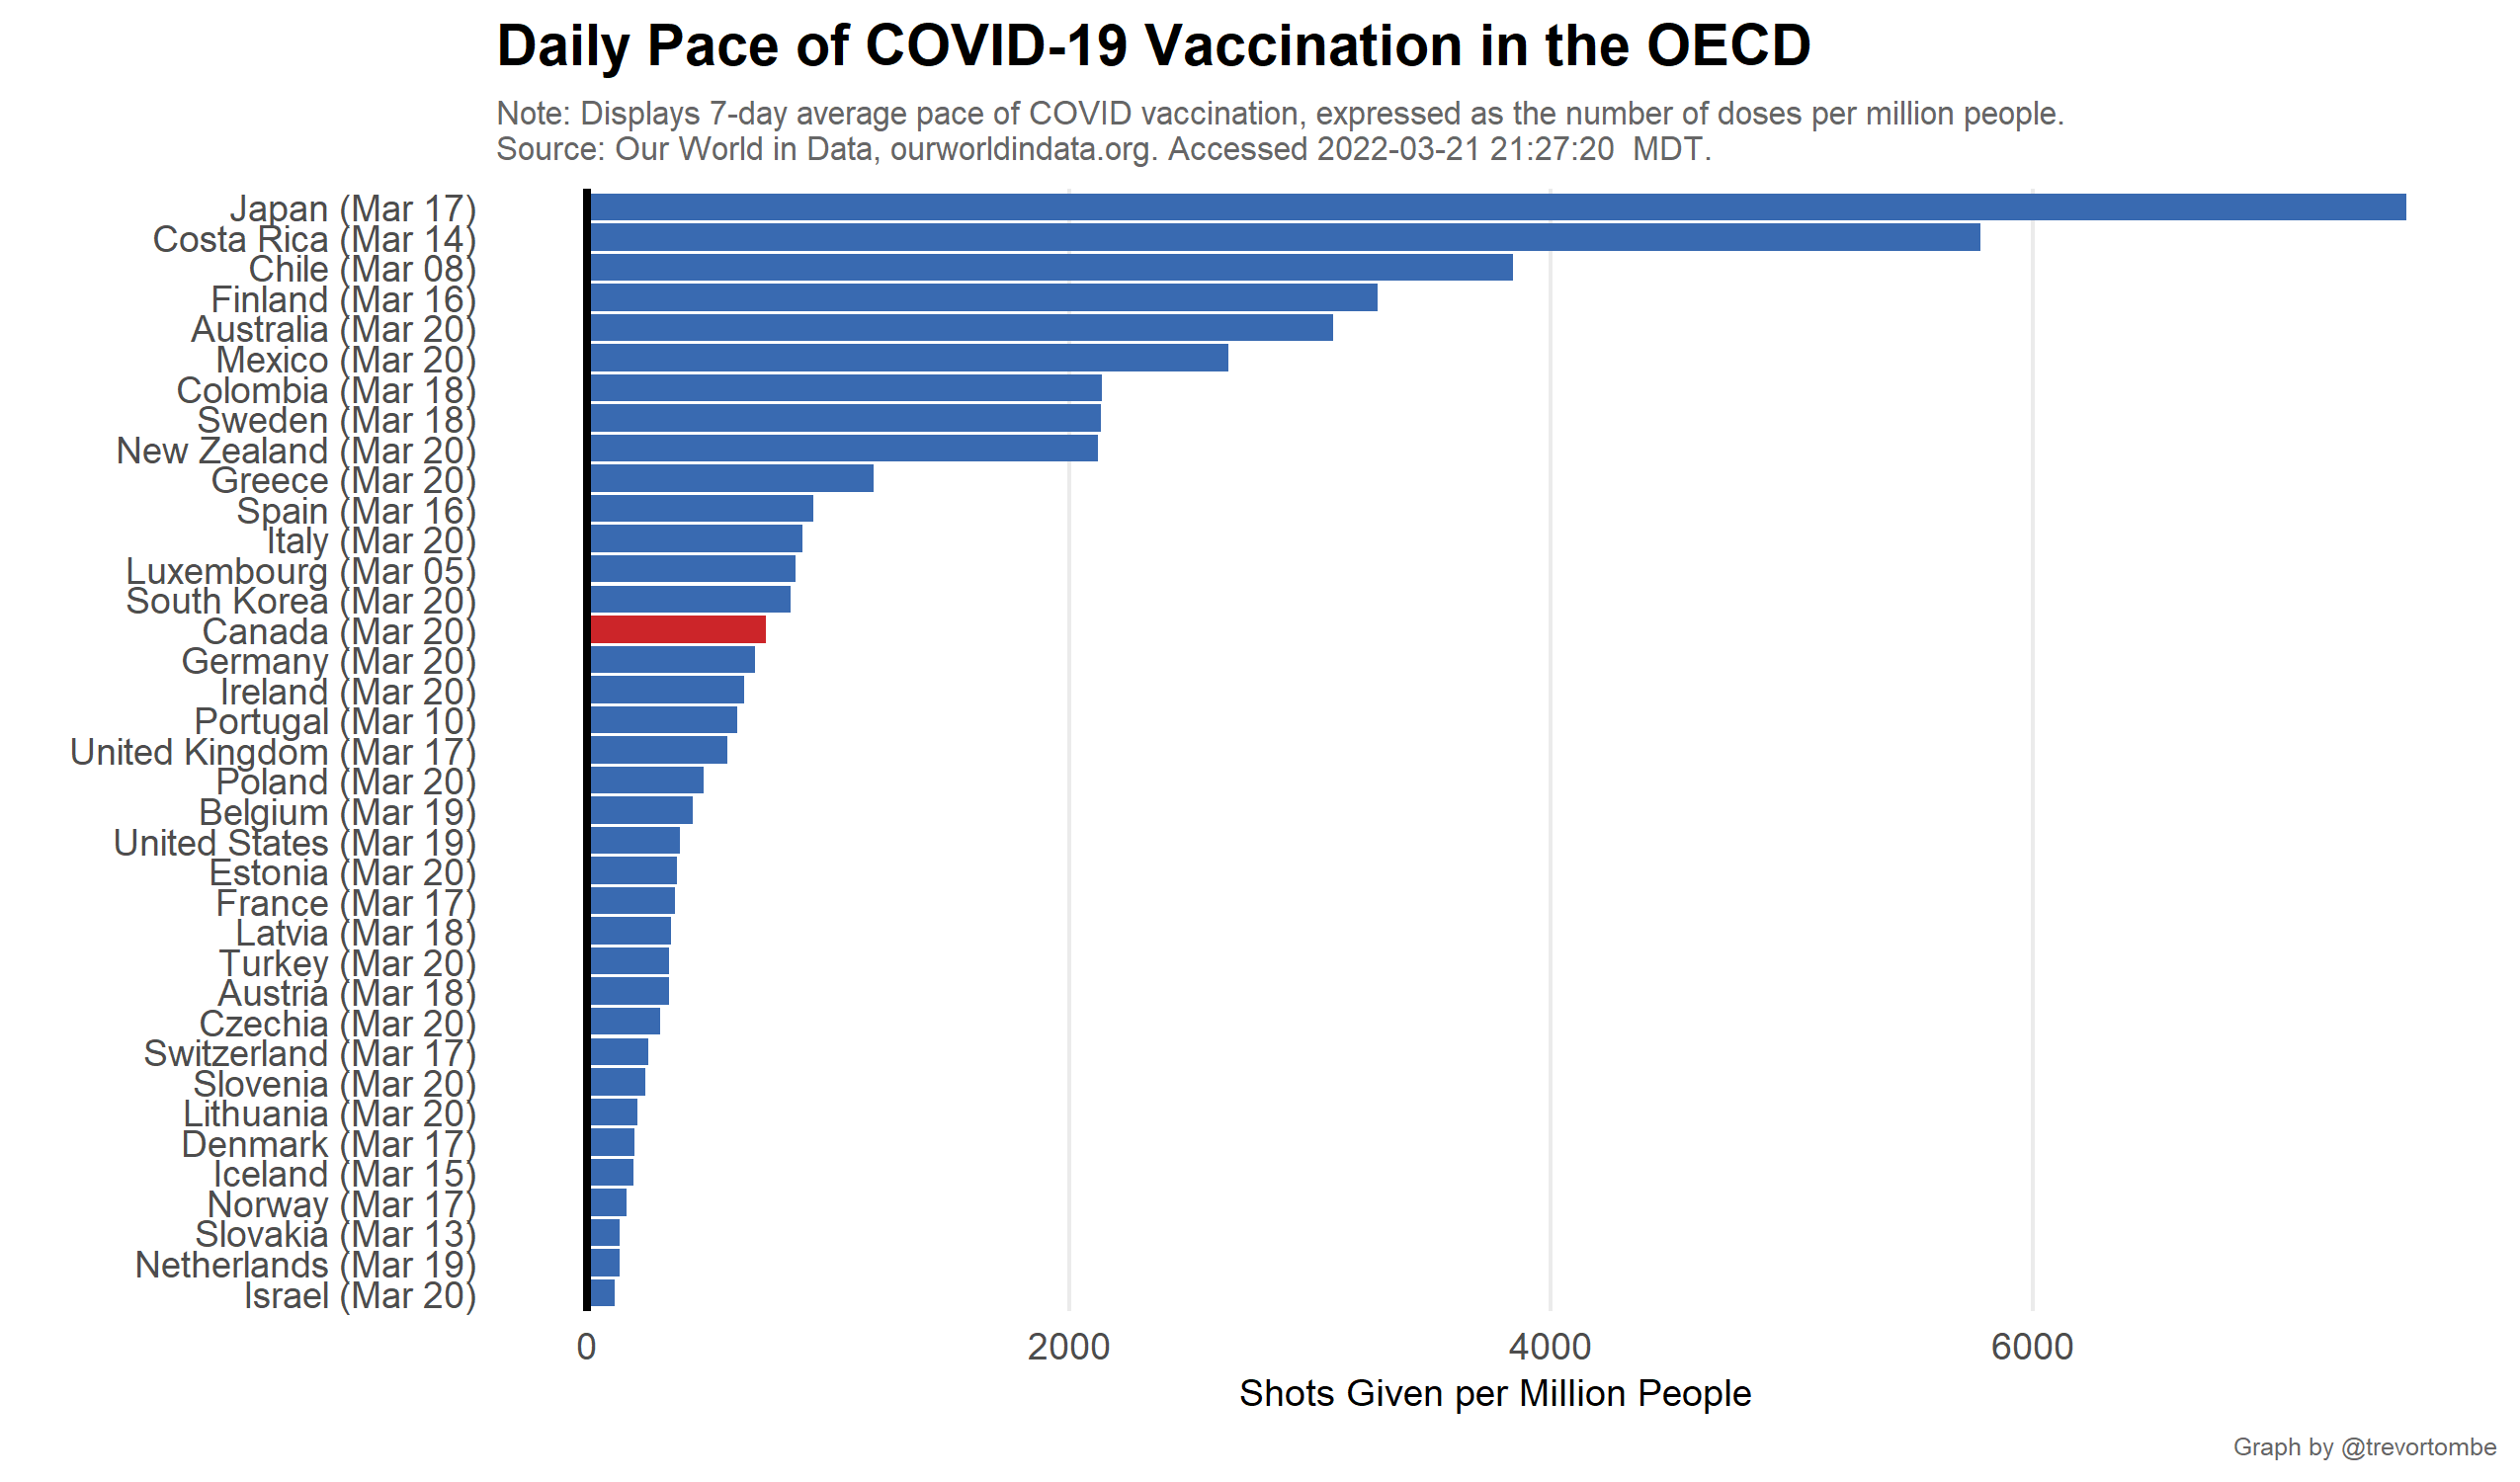 Daily Pace of COVID-19 Vaccination in the OECD
Note: Displays 7-day average pace of COVID vaccination, expressed as the number of doses per million people.
Source: Our World in Data, ourworldindata.org. Accessed 2022-03-21 21:27:20  MDT.
Japan (Mar 17)
Costa Rica (Mar 14)
Chile (Mar 08)
Finland (Mar 16)
Australia (Mar 20)
Mexico (Mar 20)
Colombia (Mar 18)
Sweden (Mar 18)
New Zealand (Mar 20)
Greece (Mar 20)
Spain (Mar 16)
Italy (Mar 20)
Luxembourg (Mar 05)
South Korea (Mar 20)
Canada (Mar 20)
Germany (Mar 20)
Ireland (Mar 20)
Portugal (Mar 10)
United Kingdom (Mar 17)
Poland (Mar 20)
Belgium (Mar 19)
United States (Mar 19)
Estonia (Mar 20)
France (Mar 17)
Latvia (Mar 18)
Turkey (Mar 20)
Austria (Mar 18)
Czechia (Mar 20)
Switzerland (Mar 17)
Slovenia (Mar 20)
Lithuania (Mar 20)
Denmark (Mar 17)
Iceland (Mar 15)
Norway (Mar 17)
Slovakia (Mar 13)
Netherlands (Mar 19)
Israel (Mar 20)
0 2000 4000 6000
Shots Given per Million People
Graph by @trevortombe